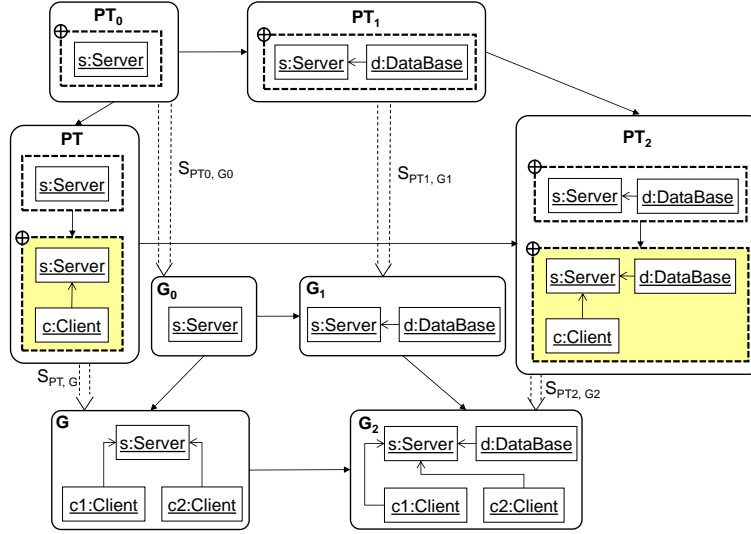 PT0
s:Server
PT1
s:Server
d:DataBase
PT
s:Server
s:Server
c:Client
SPT0, G0
SPT1, G1
PT2
s:Server
d:DataBase
s:Server
d:DataBase
c:Client
G0
s:Server
G1
s:Server
d:DataBase
SPT, G
SPT2, G2
G
s:Server
c1:Client
c2:Client
G2
s:Server
d:DataBase
c1:Client
c2:Client